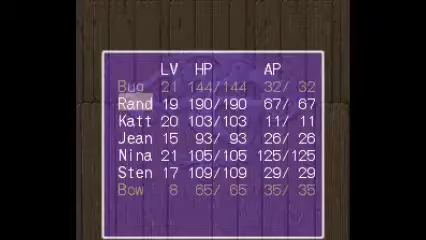 LV HP AP
Buo 21 144/144 32/ 32
Rand 19 190/190 67/ 67
Katt 20 103/103 11/ 11
Jean 15 93/ 93 26/ 26
Nina 21 105/105 125/125
Sten 17 109/109 29/ 29
Bow 8 65/ 65 35/ 35